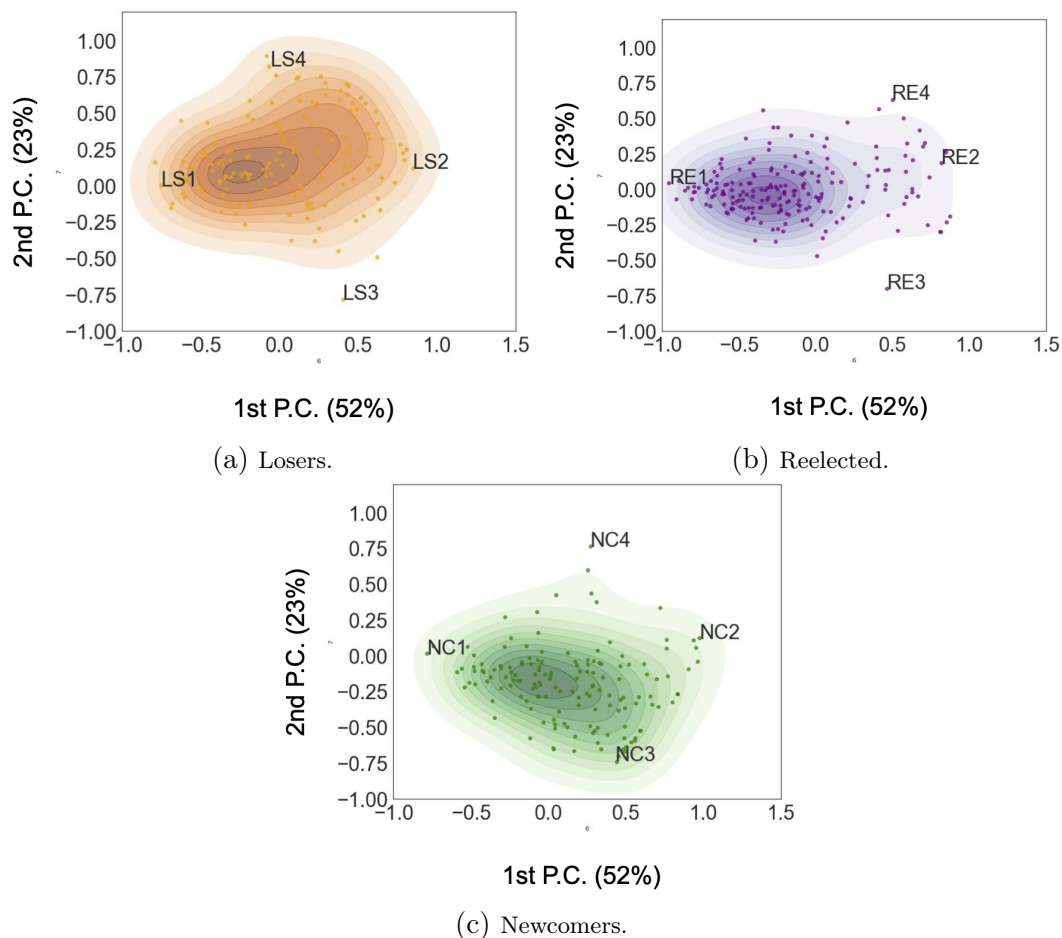 1.00
0.75
0.50
0.25
0.00
−0.25
−0.50
−0.75
−1.00
2nd P.C. (23%)
7
LS4
LS1
LS2
LS3
−1.0 −0.5 0.0 0.5 1.0 1.5
6
1st P.C. (52%)
(a) Losers.
1.00
0.75
0.50
0.25
0.00
−0.25
−0.50
−0.75
−1.00
2nd P.C. (23%)
7
RE4
RE2
RE1
RE3
−1.0 −0.5 0.0 0.5 1.0 1.5
6
1st P.C. (52%)
(b) Reelected.
1.00
0.75
0.50
0.25
0.00
−0.25
−0.50
−0.75
−1.00
2nd P.C. (23%)
7
NC4
NC2
NC1
NC3
−1.0 −0.5 0.0 0.5 1.0 1.5
6
1st P.C. (52%)
(c) Newcomers.